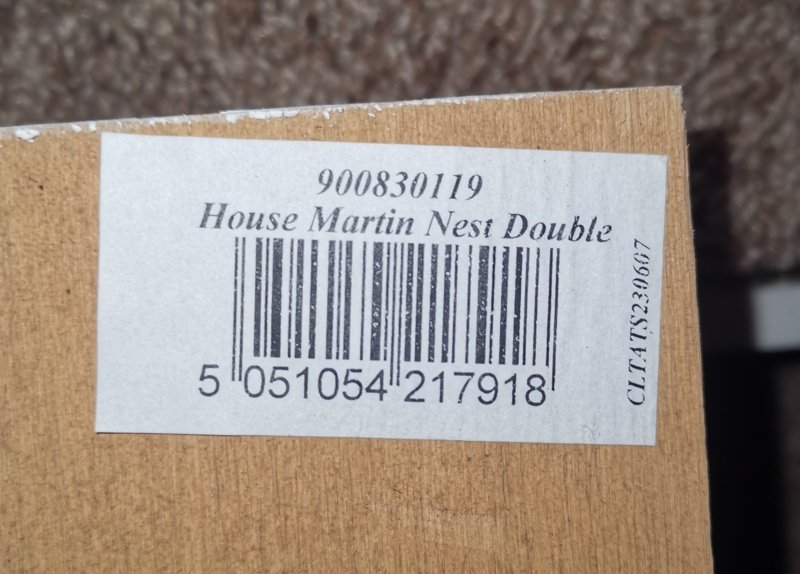 900830119
House Martin Nest Double
5 051054 217918
CLTATS230607